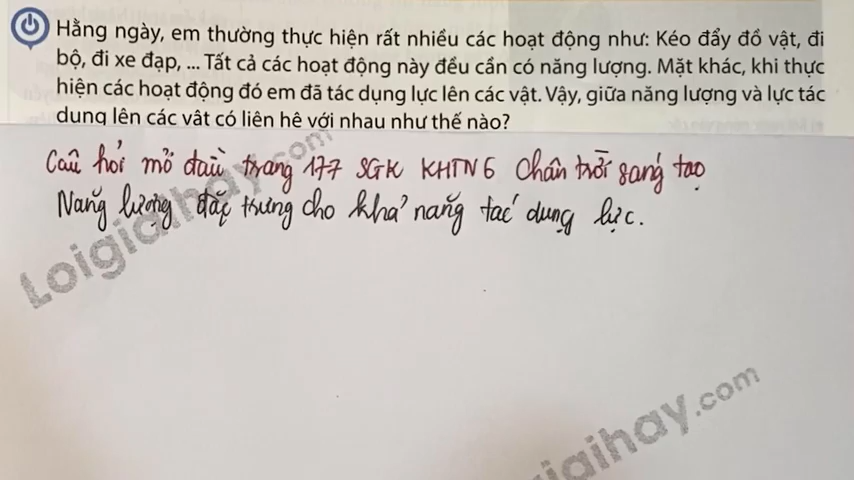 Hằng ngày, em thường thực hiện rất nhiều các hoạt động như: Kéo đẩy đồ vật, đi
bộ, đi xe đạp, ... Tất cả các hoạt động này đều cần có năng lượng. Mặt khác, khi thực
hiện các hoạt động đó em đã tác dụng lực lên các vật. Vậy, giữa năng lượng và lực tác
dụng lên các vật có liên hệ với nhau như thế nào?
Câu hỏi mở đầu trang 177 SGK KHTN 6 Chân trời sáng tạo
Năng lượng đặc trưng cho khả năng tác dụng lực.
Loigiaihay.com
igiaihay.com